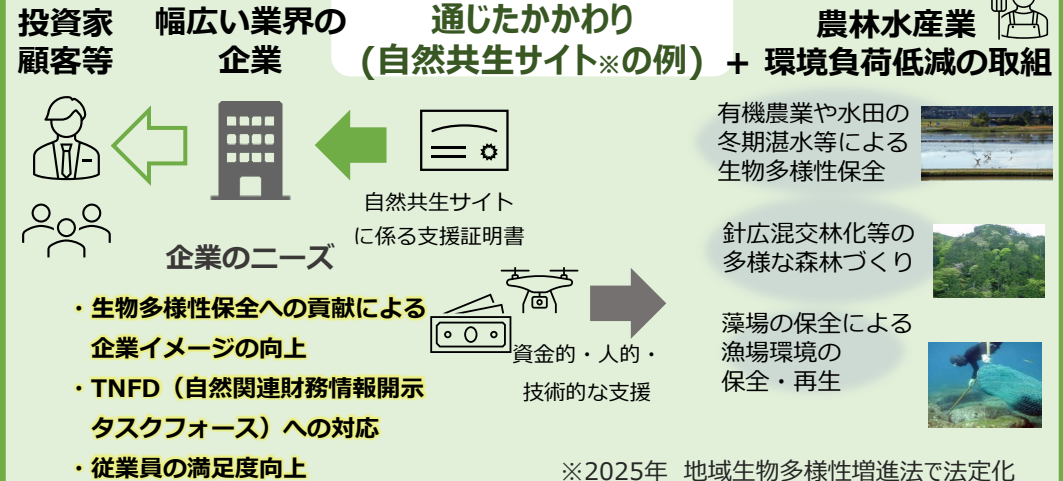 投資家
顧客等
幅広い業界の
企業
通じたかかわり
(自然共生サイト※の例)
農林水産業
+ 環境負荷低減の取組
自然共生サイト
に係る支援証明書
企業のニーズ
・生物多様性保全への貢献による
企業イメージの向上
・TNFD（自然関連財務情報開示
タスクフォース）への対応
・従業員の満足度向上
資金的・人的・
技術的な支援
有機農業や水田の
冬期湛水等による
生物多様性保全
針広混交林化等の
多様な森林づくり
藻場の保全による
漁場環境の
保全・再生
※2025年 地域生物多様性増進法で法定化